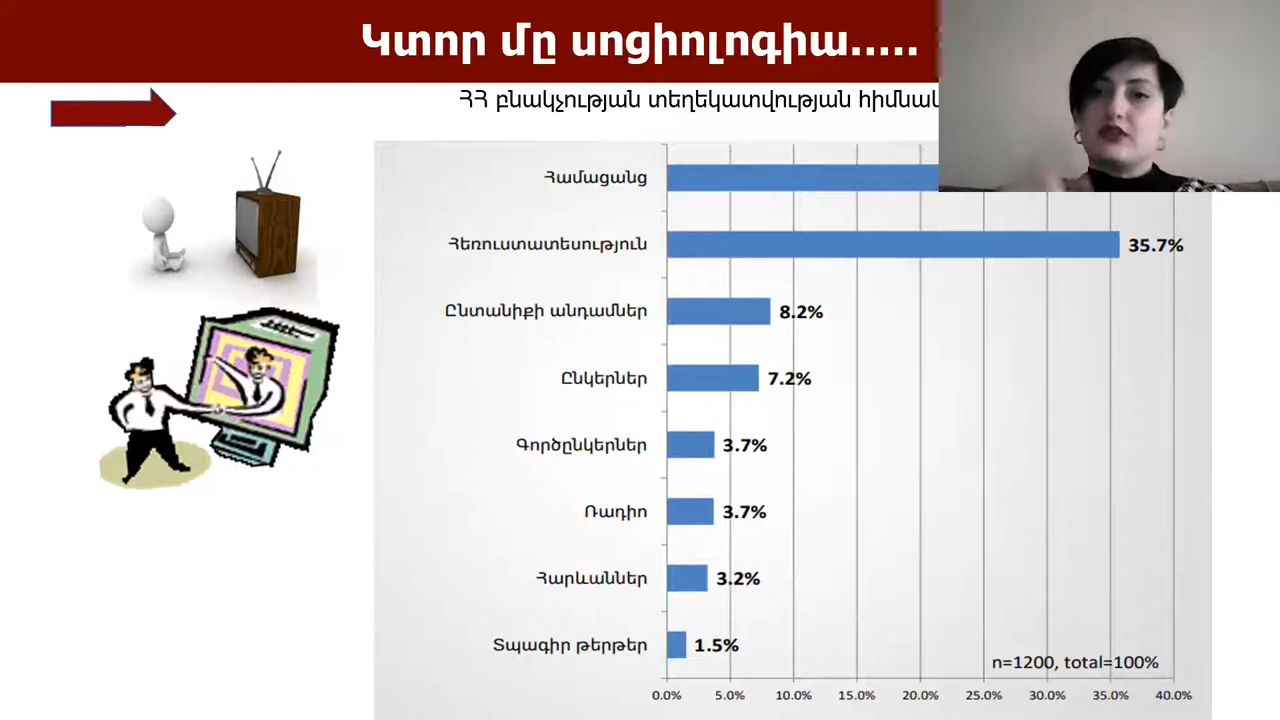 Կտոր մը սոցիոլոգիա.....
ՀՀ բնակչության տեղեկատվության
Համացանց
Հեռուստատեսություն 35.7%
Ընտանիքի անդամներ 8.2%
Ընկերներ 7.2%
Գործընկերներ 3.7%
Ռադիո 3.7%
Հարևաններ 3.2%
Տպագիր թերթեր 1.5%
n=1200, total=100%
0.0% 5.0% 10.0% 15.0% 20.0% 25.0% 30.0% 35.0% 40.0%